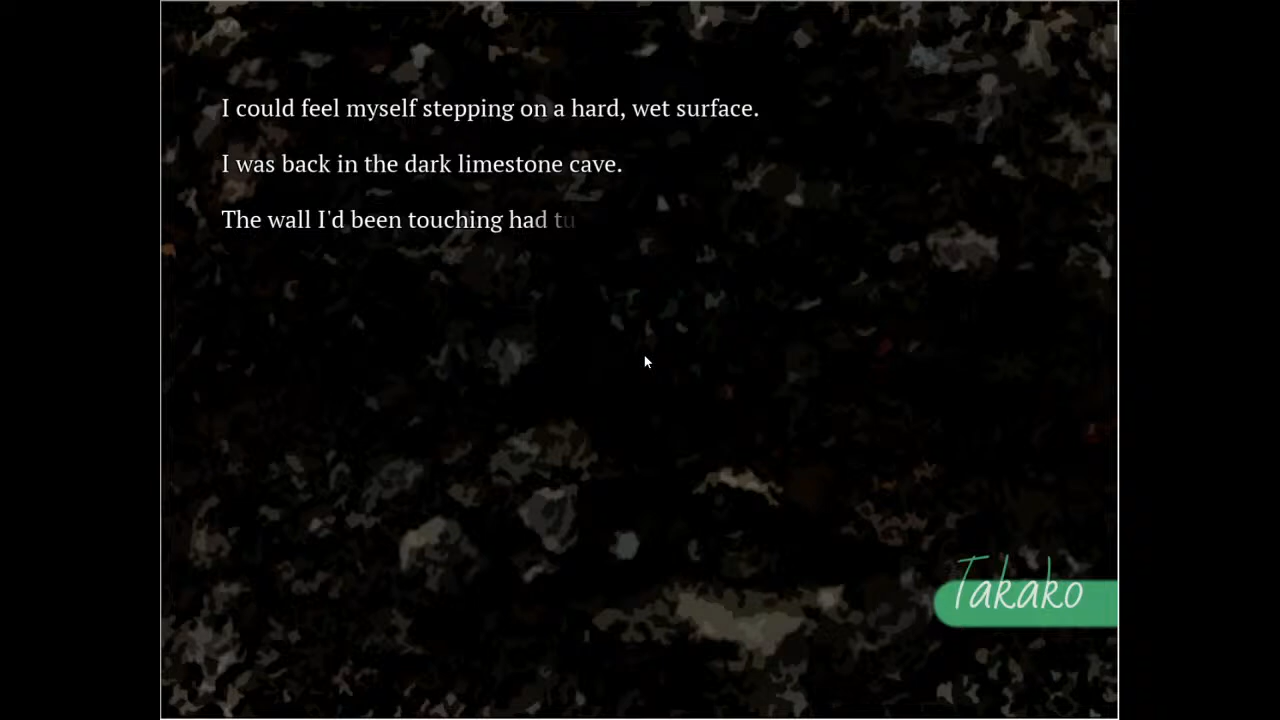 I could feel myself stepping on a hard, wet surface.
I was back in the dark limestone cave.
The wall I'd been touching had tu
Takako